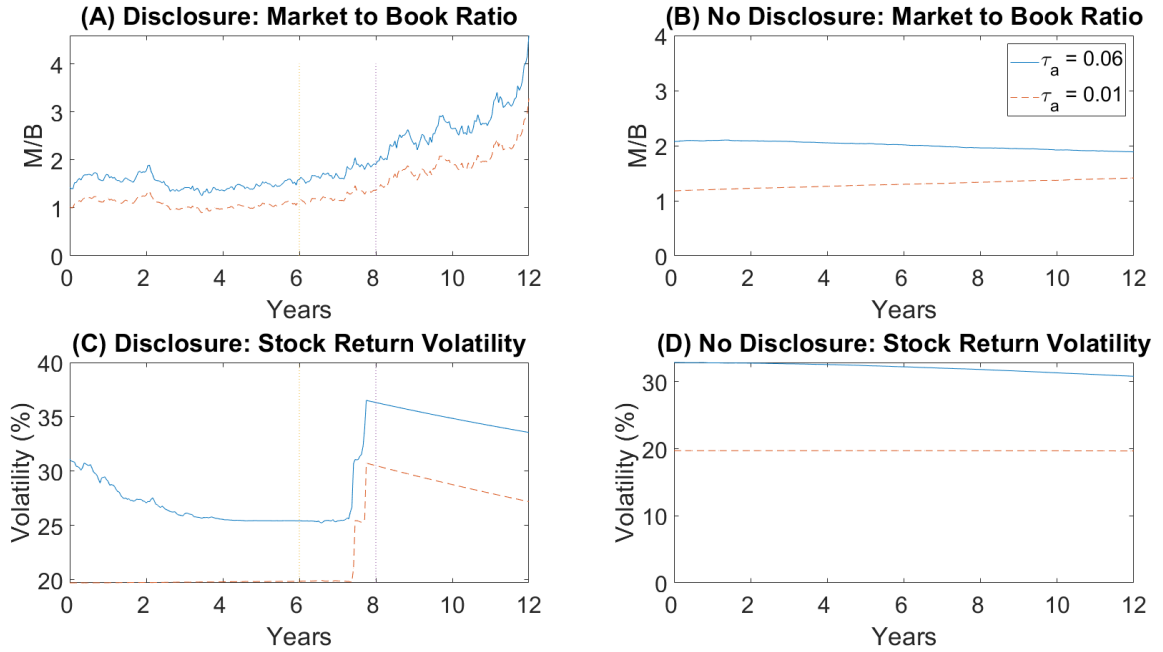 (A) Disclosure: Market to Book Ratio
4
3
2
1
0
M/B
0 2 4 6 8 10 12
Years
(B) No Disclosure: Market to Book Ratio
4
3
2
1
0
M/B
τa = 0.06
τa = 0.01
0 2 4 6 8 10 12
Years
(C) Disclosure: Stock Return Volatility
40
35
30
25
20
Volatility (%)
0 2 4 6 8 10 12
Years
(D) No Disclosure: Stock Return Volatility
30
20
10
0
Volatility (%)
0 2 4 6 8 10 12
Years